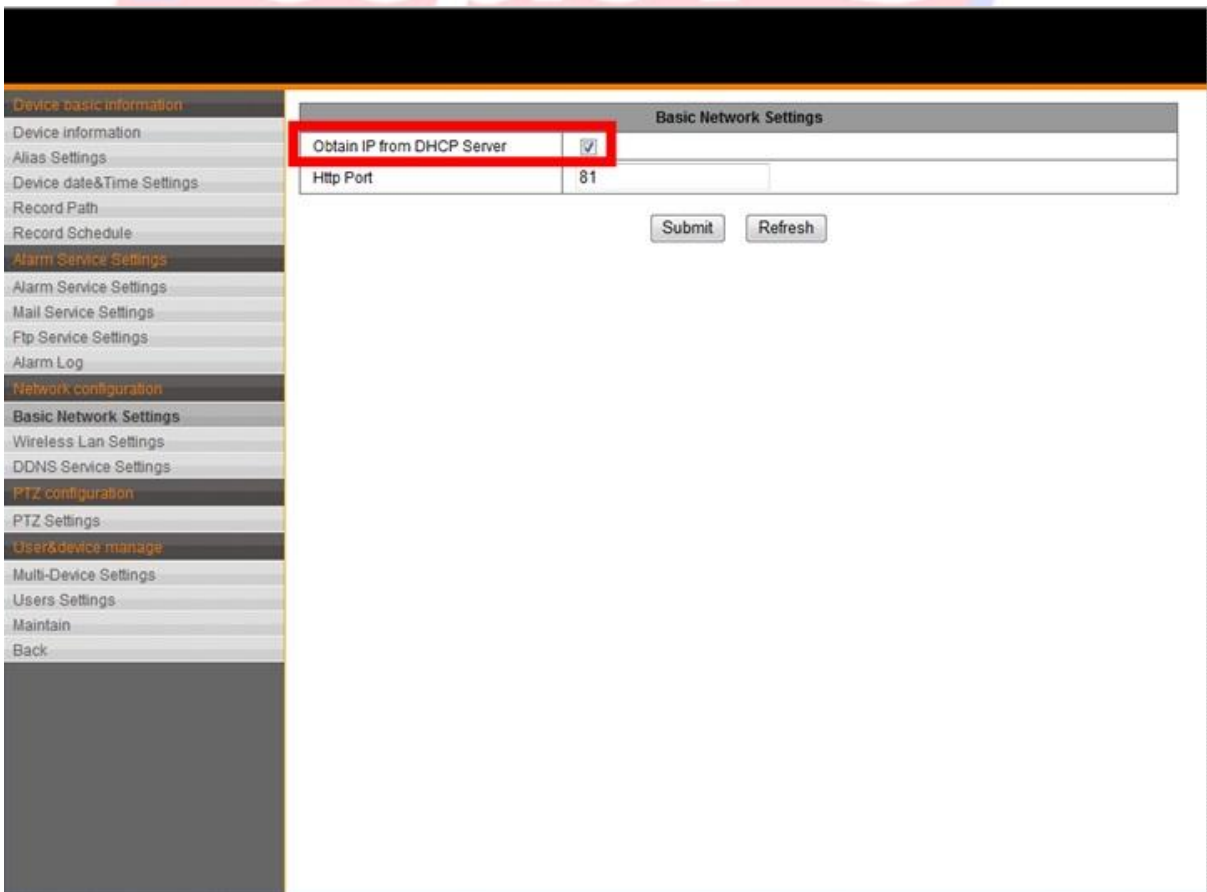 Device basic information
Device information
Alias Settings
Device date&Time Settings
Record Path
Record Schedule
Alarm Service Settings
Alarm Service Settings
Mail Service Settings
Ftp Service Settings
Alarm Log
Network configuration
Basic Network Settings
Wireless Lan Settings
DDNS Service Settings
PTZ configuration
PTZ Settings
User&device manage
Multi-Device Settings
Users Settings
Maintain
Back
Basic Network Settings
Obtain IP from DHCP Server
Http Port 81
Submit Refresh